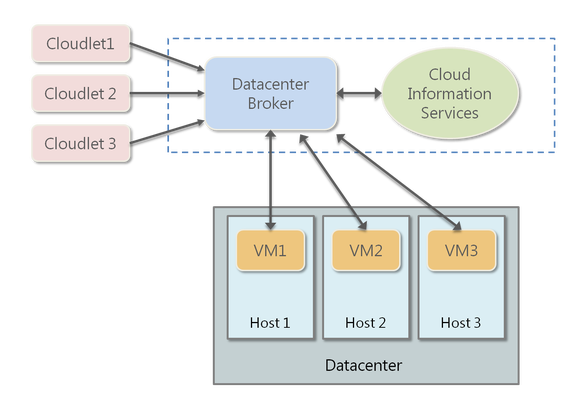 Cloudlet1
Cloudlet 2
Cloudlet 3
Datacenter
Broker
Cloud
Information
Services
VM1
VM2
VM3
Host 1
Host 2
Host 3
Datacenter